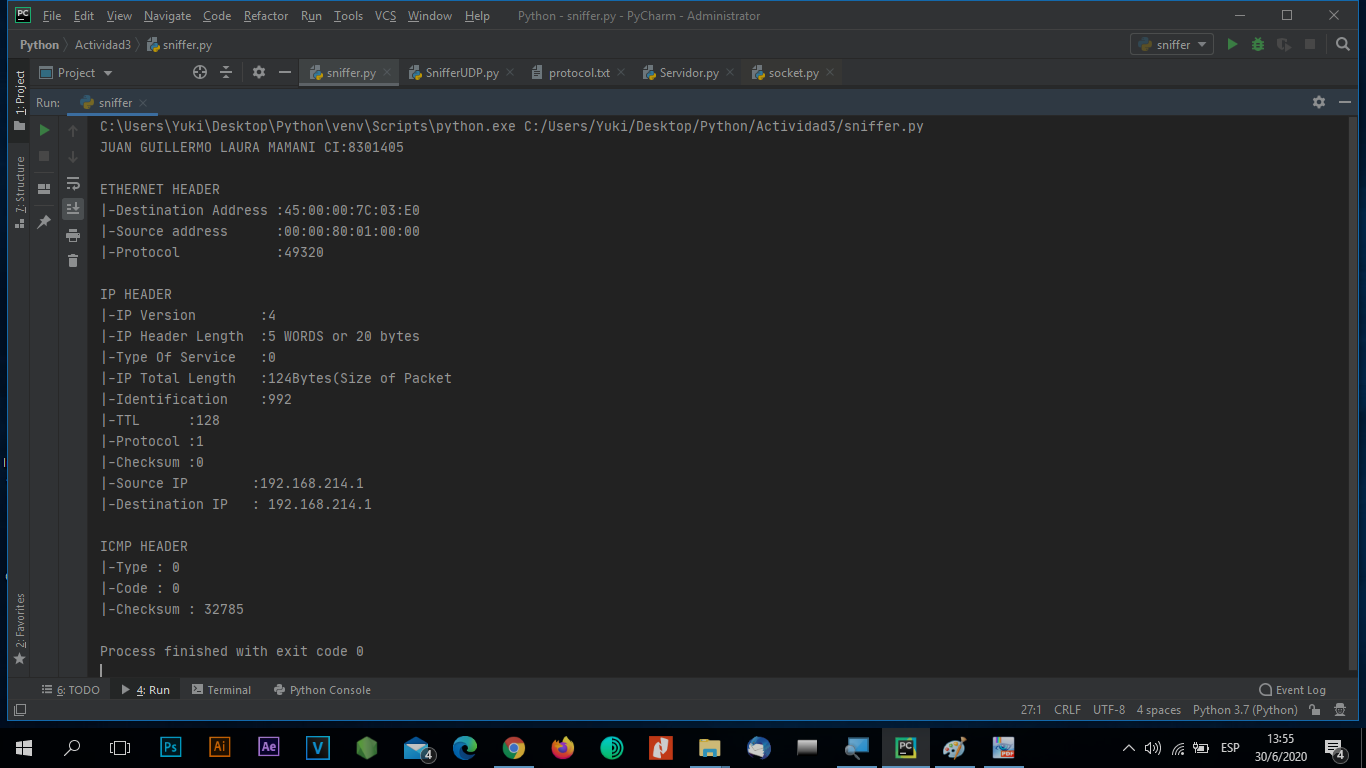 File Edit View Navigate Code Refactor Run Tools VCS Window Help Python - sniffer.py - PyCharm - Administrator
Python Actividad3 sniffer.py sniffer
Project sniffer.py SnifferUDP.py protocol.txt Servidor.py socket.py
1: Project
Run: sniffer
C:\Users\Yuki\Desktop\Python\venv\Scripts\python.exe C:/Users/Yuki/Desktop/Python/Actividad3/sniffer.py
JUAN GUILLERMO LAURA MAMANI CI:8301405
7: Structure
ETHERNET HEADER
|-Destination Address :45:00:00:7C:03:E0
|-Source address      :00:00:80:01:00:00
|-Protocol            :49320
IP HEADER
|-IP Version        :4
|-IP Header Length  :5 WORDS or 20 bytes
|-Type Of Service   :0
|-IP Total Length   :124Bytes(Size of Packet
|-Identification    :992
|-TTL      :128
|-Protocol :1
|-Checksum :0
|-Source IP        :192.168.214.1
|-Destination IP   : 192.168.214.1
ICMP HEADER
|-Type : 0
|-Code : 0
|-Checksum : 32785
2: Favorites
Process finished with exit code 0
6: TODO 4: Run Terminal Python Console Event Log
27:1 CRLF UTF-8 4 spaces Python 3.7 (Python)
Ps Ai Ae V 4 PC PDF ESP 13:55 4
30/6/2020